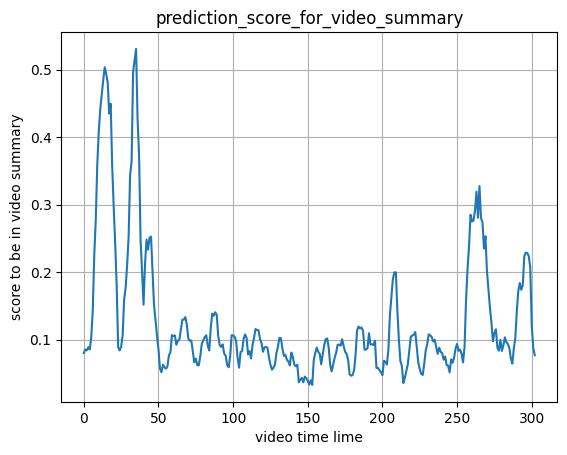 prediction_score_for_video_summary
score to be in video summary
0.5
0.4
0.3
0.2
0.1
0 50 100 150 200 250 300
video time lime